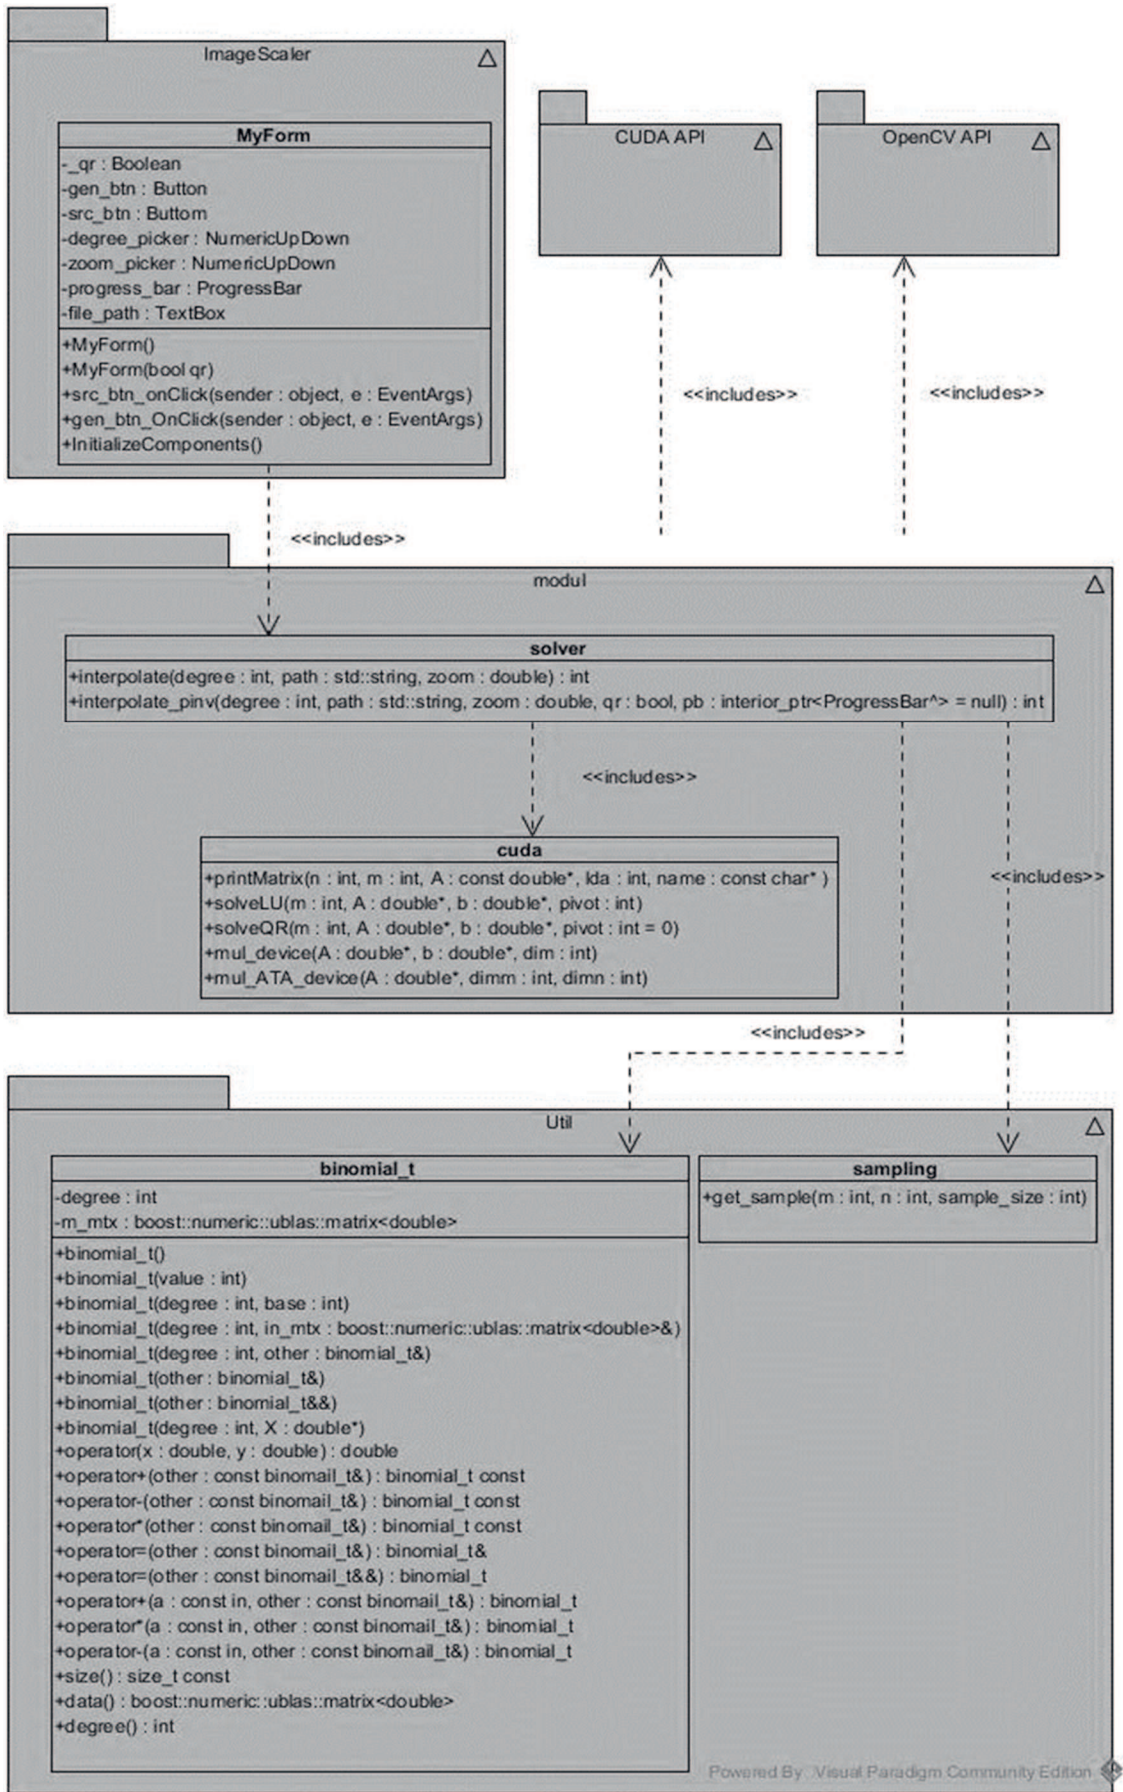 ImageScaler
MyForm
-_qr : Boolean
-gen_btn : Button
-src_btn : Buttom
-degree_picker : NumericUpDown
-zoom_picker : NumericUpDown
-progress_bar : ProgressBar
-file_path : TextBox
+MyForm()
+MyForm(bool qr)
+src_btn_onClick(sender : object, e : EventArgs)
+gen_btn_OnClick(sender : object, e : EventArgs)
+InitializeComponents()
CUDA API
OpenCV API
<<includes>>
<<includes>>
<<includes>>
modul
solver
+interpolate(degree : int, path : std::string, zoom : double) : int
+interpolate_pinv(degree : int, path : std::string, zoom : double, qr : bool, pb : interior_ptr<ProgressBar^> = null) : int
<<includes>>
cuda
+printMatrix(n : int, m : int, A : const double*, lda : int, name : const char* )
+solveLU(m : int, A : double*, b : double*, pivot : int)
+solveQR(m : int, A : double*, b : double*, pivot : int = 0)
+mul_device(A : double*, b : double*, dim : int)
+mul_ATA_device(A : double*, dimm : int, dimn : int)
<<includes>>
<<includes>>
Util
binomial_t
-degree : int
-m_mtx : boost::numeric::ublas::matrix<double>
+binomial_t()
+binomial_t(value : int)
+binomial_t(degree : int, base : int)
+binomial_t(degree : int, in_mtx : boost::numeric::ublas::matrix<double>&)
+binomial_t(degree : int, other : binomial_t&)
+binomial_t(other : binomial_t&)
+binomial_t(other : binomial_t&&)
+binomial_t(degree : int, X : double*)
+operator(x : double, y : double) : double
+operator+(other : const binomail_t&) : binomial_t const
+operator-(other : const binomail_t&) : binomial_t const
+operator*(other : const binomail_t&) : binomial_t const
+operator=(other : const binomail_t&) : binomial_t&
+operator=(other : const binomail_t&&) : binomial_t
+operator+(a : const in, other : const binomail_t&) : binomial_t
+operator*(a : const in, other : const binomail_t&) : binomial_t
+operator-(a : const in, other : const binomail_t&) : binomial_t
+size() : size_t const
+data() : boost::numeric::ublas::matrix<double>
+degree() : int
sampling
+get_sample(m : int, n : int, sample_size : int)
Powered By Visual Paradigm Community Edition